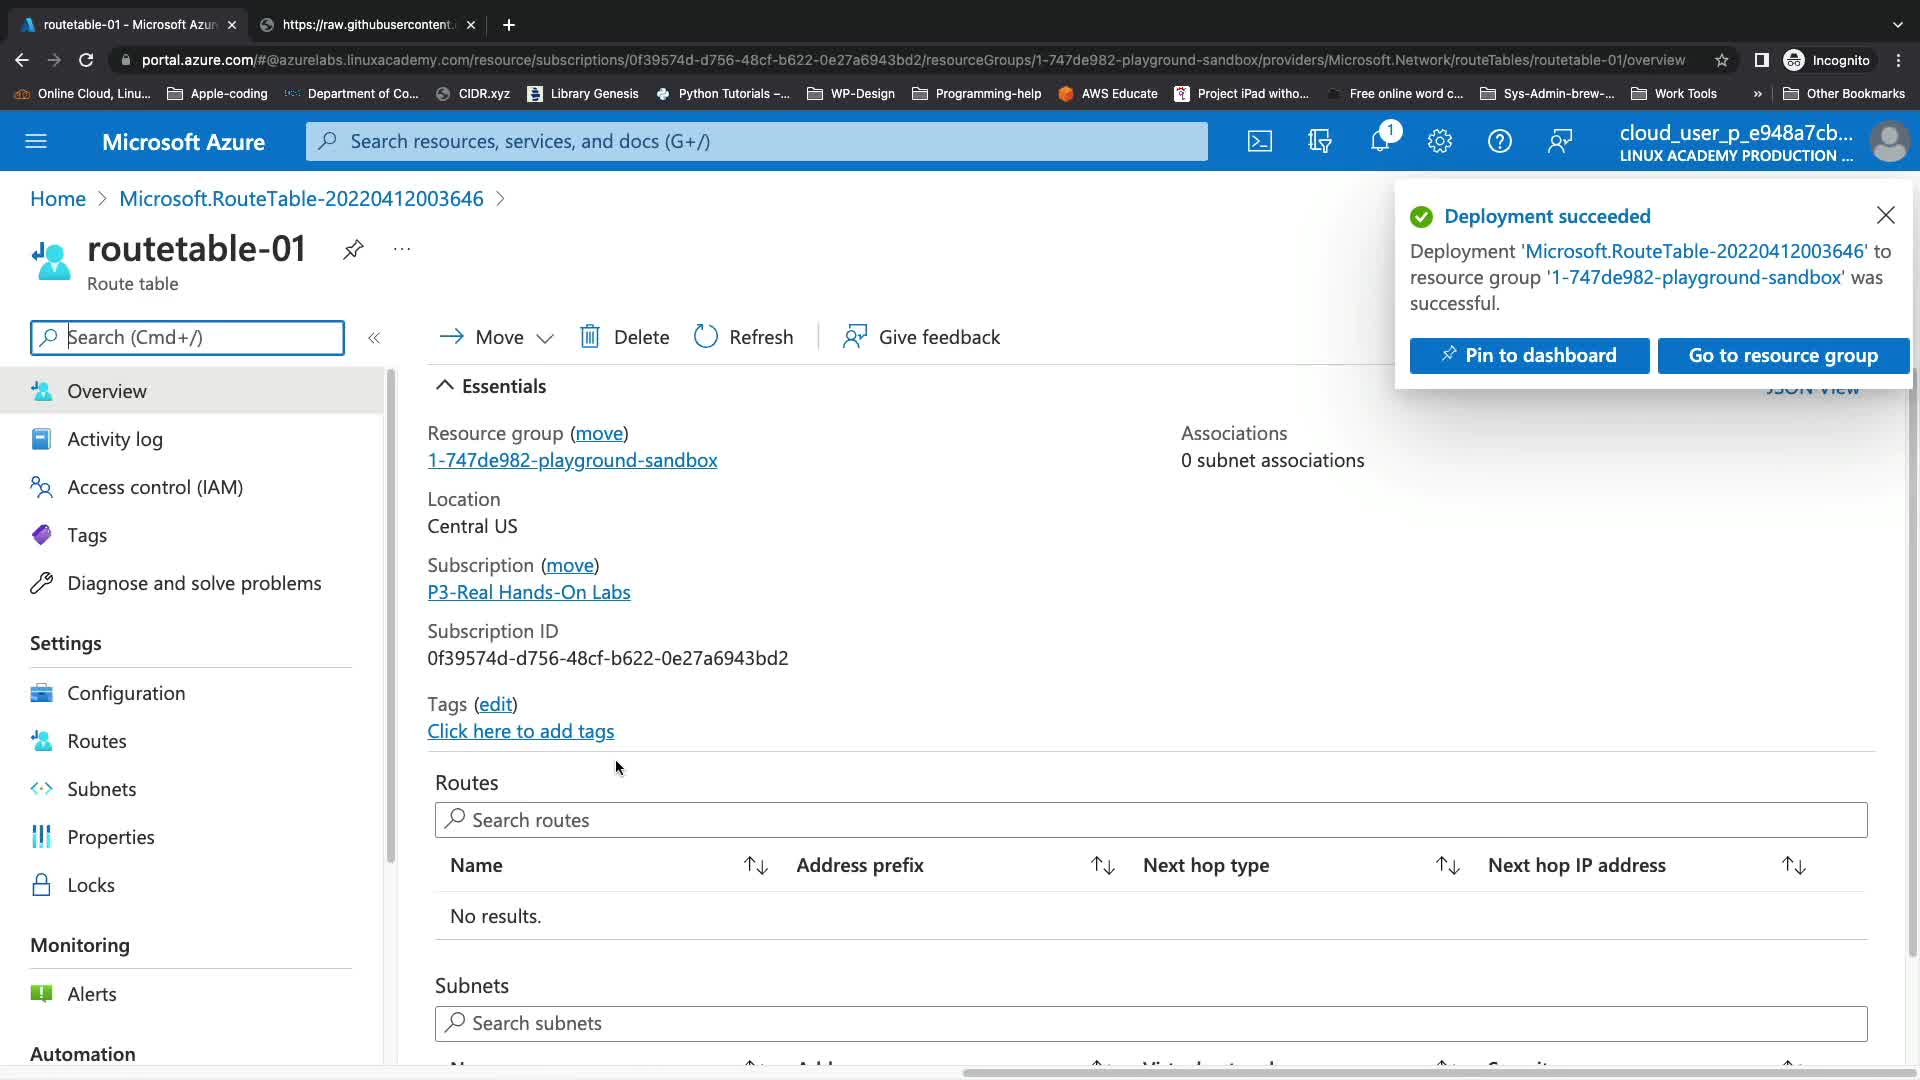 routetable-01 - Microsoft Azur
https://raw.githubusercontent.
portal.azure.com/#@azurelabs.linuxacademy.com/resource/subscriptions/0f39574d-d756-48cf-b622-0e27a6943bd2/resourceGroups/1-747de982-playground-sandbox/providers/Microsoft.Network/routeTables/routetable-01/overview
Incognito
Online Cloud, Linu...
Apple-coding
Department of Co...
CIDR.xyz
Library Genesis
Python Tutorials –...
WP-Design
Programming-help
AWS Educate
Project iPad witho...
Free online word c...
Sys-Admin-brew-...
Work Tools
»
Other Bookmarks
Microsoft Azure
Search resources, services, and docs (G+/)
1
cloud_user_p_e948a7cb...
LINUX ACADEMY PRODUCTION ...
Home > Microsoft.RouteTable-20220412003646 >
routetable-01
...
Route table
Deployment succeeded
Deployment 'Microsoft.RouteTable-20220412003646' to
resource group '1-747de982-playground-sandbox' was
successful.
Pin to dashboard
Go to resource group
Search (Cmd+/)
«
Move
Delete
Refresh
Give feedback
Overview
Activity log
Access control (IAM)
Tags
Diagnose and solve problems
Settings
Configuration
Routes
Subnets
Properties
Locks
Monitoring
Alerts
Automation
Essentials
JSON View
Resource group (move)
1-747de982-playground-sandbox
Location
Central US
Subscription (move)
P3-Real Hands-On Labs
Subscription ID
0f39574d-d756-48cf-b622-0e27a6943bd2
Tags (edit)
Click here to add tags
Associations
0 subnet associations
Routes
Search routes
Name
Address prefix
Next hop type
Next hop IP address
No results.
Subnets
Search subnets